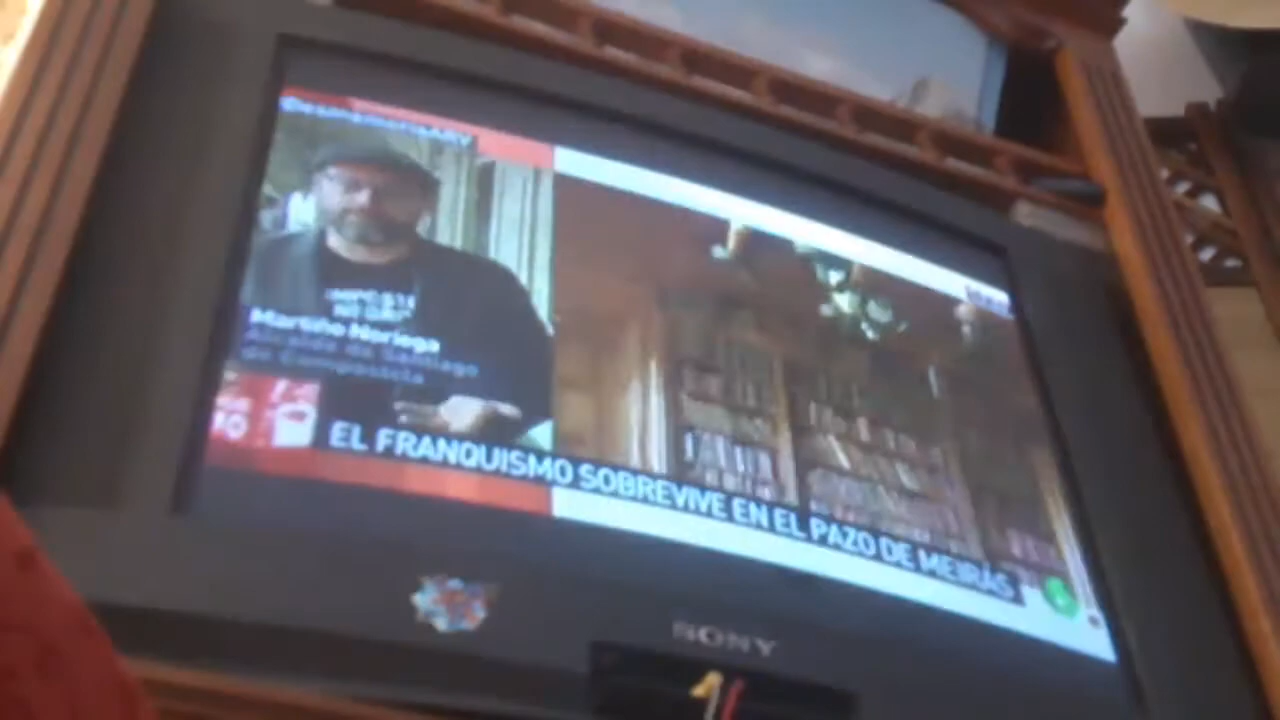 Martiño Noriega
Alcalde de Santiago
de Compostela
EL FRANQUISMO SOBREVIVE EN EL PAZO DE MEIRÁS
SONY